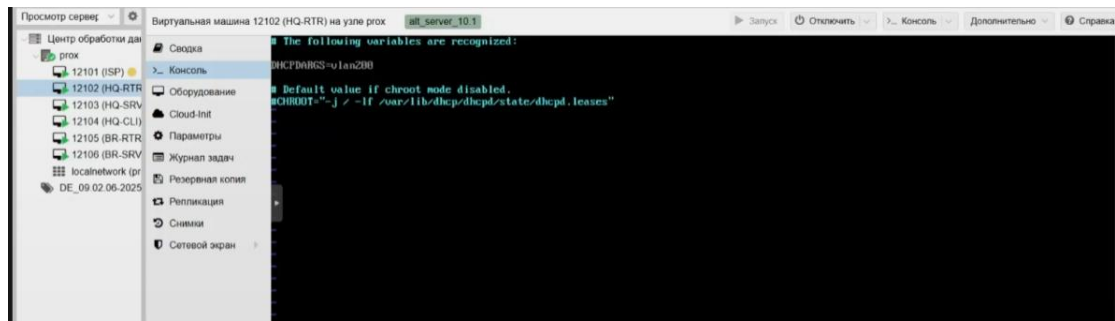 Просмотр сервер
Виртуальная машина 12102 (HQ-RTR) на узле prox
alt_server_10.1
Запуск
Отключить
>_ Консоль
Дополнительно
Справка
Центр обработки дан
prox
12101 (ISP)
12102 (HQ-RTR
12103 (HQ-SRV
12104 (HQ-CLI)
12105 (BR-RTR
12106 (BR-SRV
localnetwork (pr
DE_09.02.06-2025
Сводка
>_ Консоль
Оборудование
Cloud-Init
Параметры
Журнал задач
Резервная копия
Репликация
Снимки
Сетевой экран
# The following variables are recognized:
DHCPDARGS=vlan200
# Default value if chroot mode disabled.
#CHROOT="-j / -lf /var/lib/dhcp/dhcpd/state/dhcpd.leases"
~
~
~
~
~
~
~
~
~
~
~
~